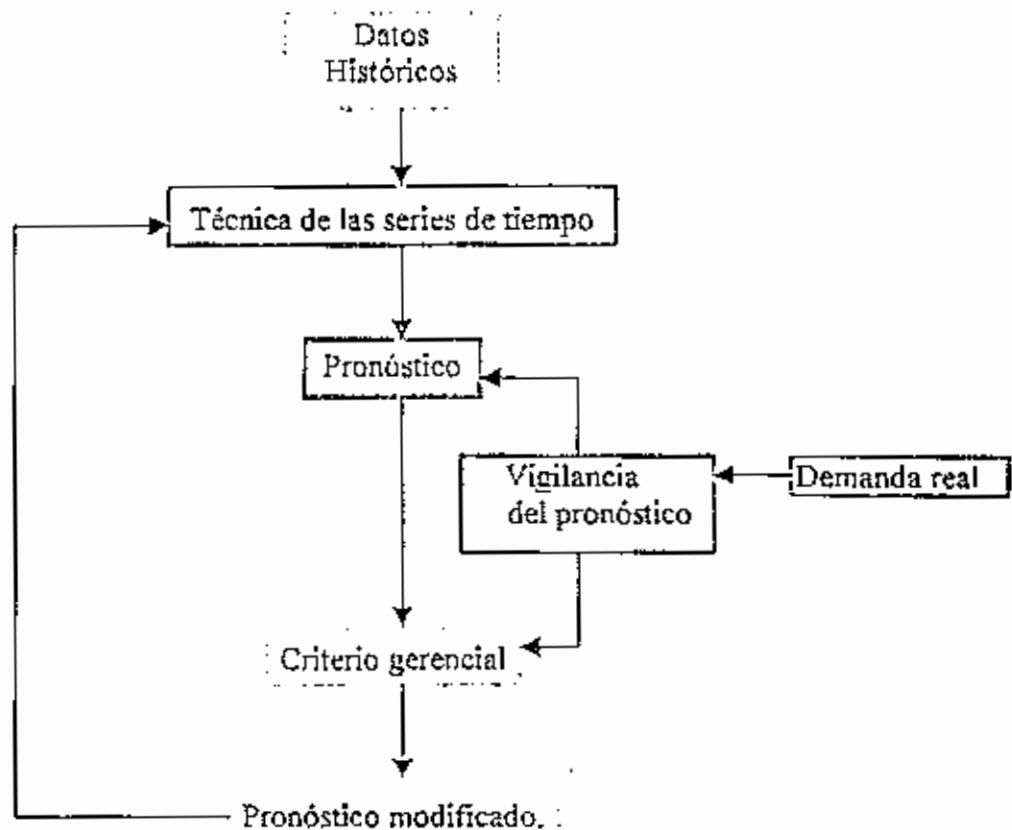 Datos
Históricos
Técnica de las series de tiempo
Pronóstico
Vigilancia
del pronóstico
Demanda real
Criterio gerencial
Pronóstico modificado.